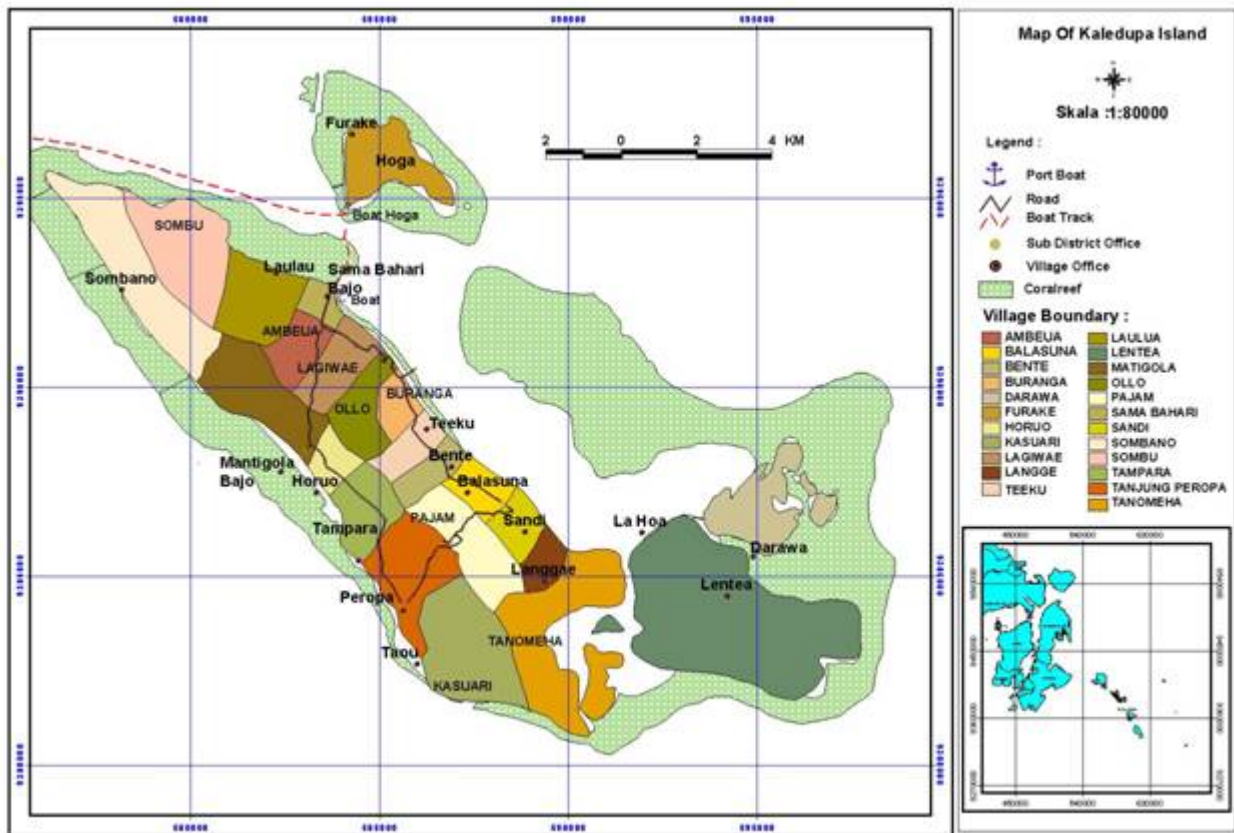 Furake
Hoga
Boat Hoga
2 0 2 4 KM
SOMBU
Laulau
Sama Bahari
Bajo
Boat
Sombano
AMBEUA
LAGIWAE
OLLO
BURANGA
Teeku
Bente
Mantigola
Bajo
Horuo
Balasuna
PAJAM
Sandi
Tampara
La Hoa
Darawa
Langgae
Lentea
Peropa
TANOMEHA
Taou
KASUARI
Map Of Kaledupa Island
Skala :1:80000
Legend :
Port Boat
Road
Boat Track
Sub District Office
Village Office
Coralreef
Village Boundary :
AMBEUA
BALASUNA
BENTE
BURANGA
DARAWA
FURAKE
HORUO
KASUARI
LAGIWAE
LANGGE
TEEKU
LAULUA
LENTEA
MATIGOLA
OLLO
PAJAM
SAMA BAHARI
SANDI
SOMBANO
SOMBU
TAMPARA
TANJUNG PEROPA
TANOMEHA